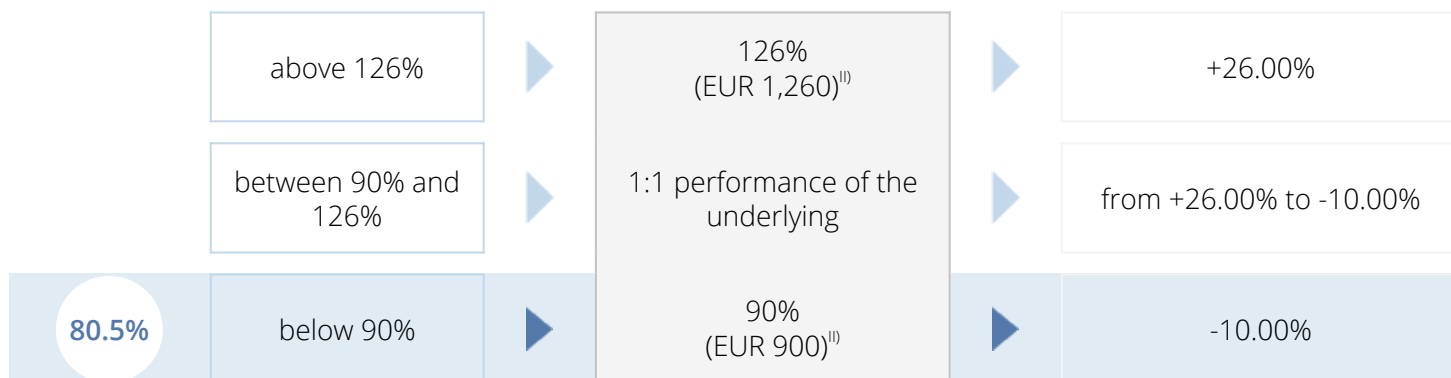 above 126%
126%
(EUR 1,260)II)
+26.00%
between 90% and
126%
1:1 performance of the
underlying
from +26.00% to -10.00%
80.5%
below 90%
90%
(EUR 900)II)
-10.00%